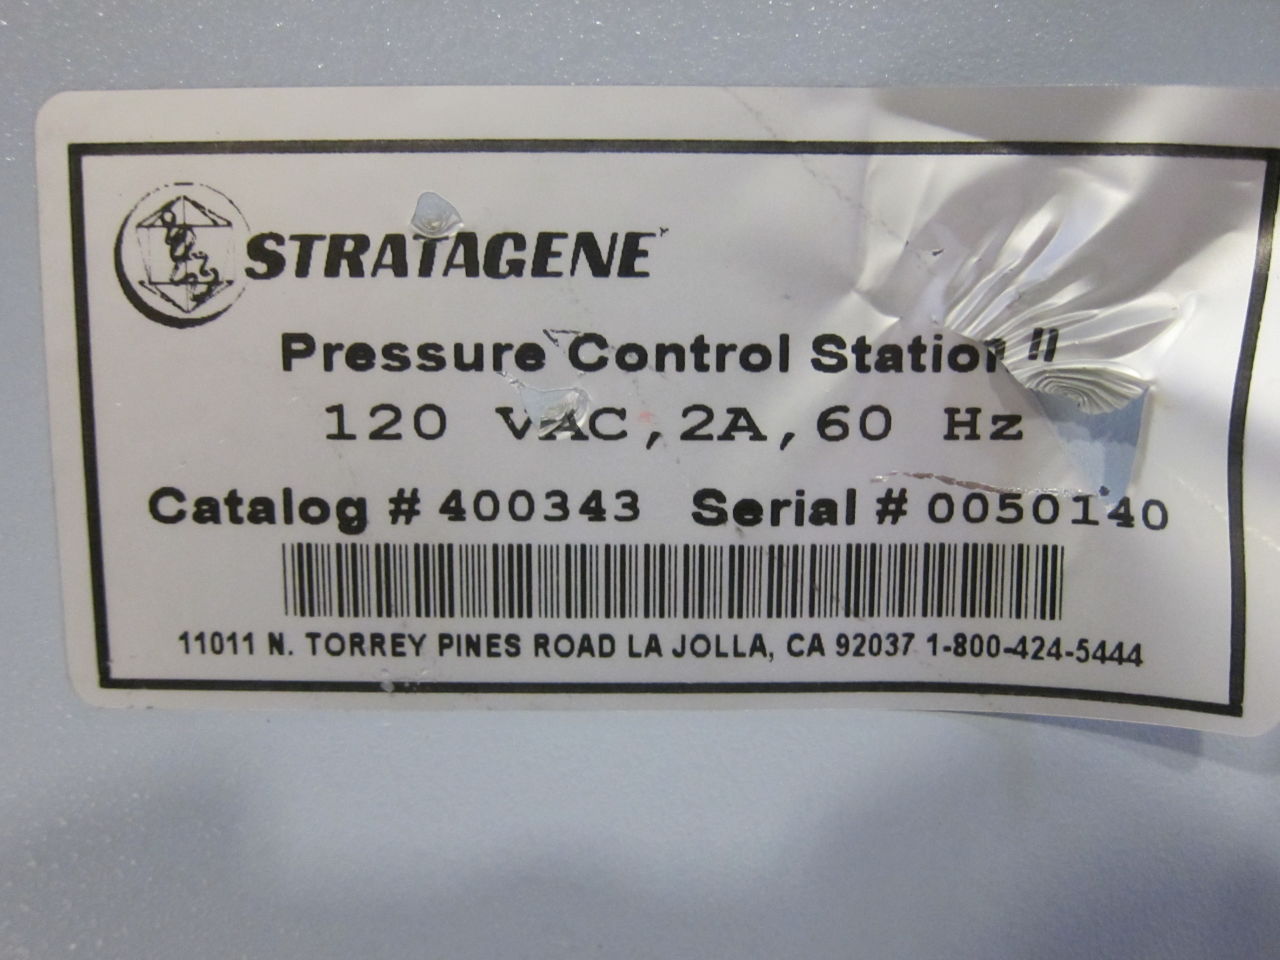 STRATAGENE
Pressure Control Station II
120 VAC, 2A, 60 Hz
Catalog # 400343 Serial # 0050140
11011 N. TORREY PINES ROAD LA JOLLA, CA 92037 1-800-424-5444